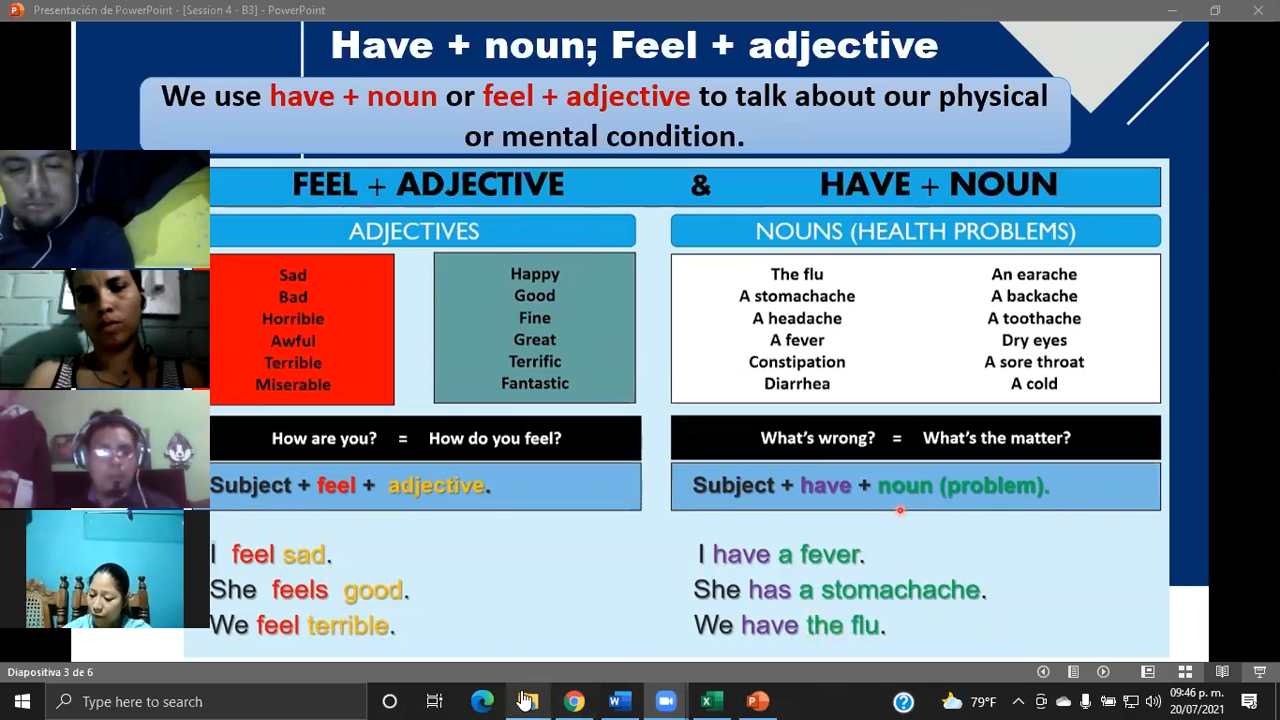 Presentación de PowerPoint - [Session 4 - B3] - PowerPoint
Have + noun; Feel + adjective
We use have + noun or feel + adjective to talk about our physical
or mental condition.
FEEL + ADJECTIVE & HAVE + NOUN
ADJECTIVES
NOUNS (HEALTH PROBLEMS)
Sad
Bad
Horrible
Awful
Terrible
Miserable
Happy
Good
Fine
Great
Terrific
Fantastic
The flu
A stomachache
A headache
A fever
Constipation
Diarrhea
An earache
A backache
A toothache
Dry eyes
A sore throat
A cold
How are you? = How do you feel?
What's wrong? = What's the matter?
Subject + feel + adjective.
Subject + have + noun (problem).
I feel sad.
She feels good.
We feel terrible.
I have a fever.
She has a stomachache.
We have the flu.
Diapositiva 3 de 6
Type here to search
79°F
09:46 p. m.
20/07/2021